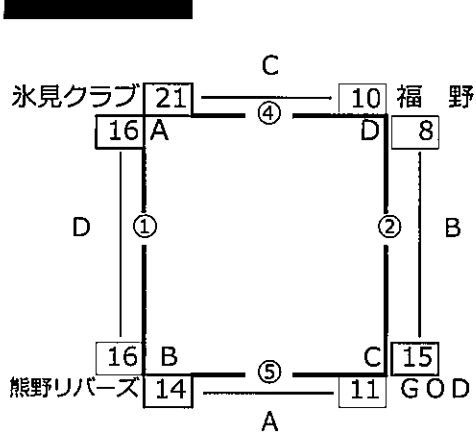 C
氷見クラブ 21 10 福 野
④
16 A D 8
D ① ② B
16 B C 15
⑤
熊野リバーズ 14 11 GOD
A